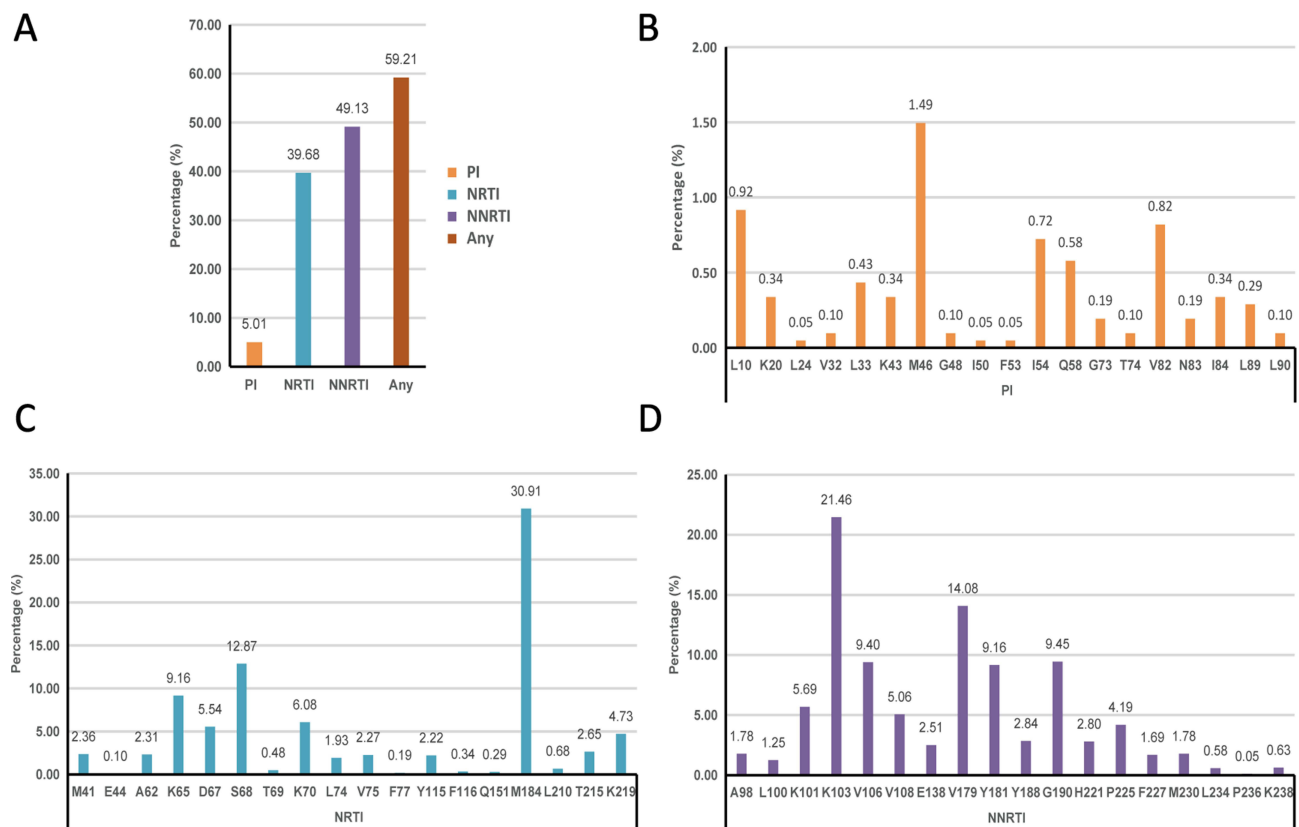 A
Percentage (%)
70.00
60.00
50.00
40.00
30.00
20.00
10.00
0.00
5.01
39.68
49.13
59.21
PI NRTI NNRTI Any
PI
NRTI
NNRTI
Any
B
Percentage (%)
2.00
1.50
1.00
0.50
0.00
0.92 0.34 0.05 0.10 0.43 0.34 1.49 0.10 0.05 0.05 0.72 0.58 0.19 0.10 0.82 0.19 0.34 0.29 0.10
L10 K20 L24 V32 L33 K43 M46 G48 I50 F53 I54 Q58 G73 T74 V82 N83 I84 L89 L90
PI
C
Percentage (%)
35.00
30.00
25.00
20.00
15.00
10.00
5.00
0.00
2.36 0.10 2.31 9.16 5.54 12.87 0.48 6.08 1.93 2.27 0.19 2.22 0.34 0.29 30.91 0.68 2.65 4.73
M41 E44 A62 K65 D67 S68 T69 K70 L74 V75 F77 Y115 F116 Q151 M184 L210 T215 K219
NRTI
D
Percentage (%)
25.00
20.00
15.00
10.00
5.00
0.00
1.78 1.25 5.69 21.46 9.40 5.06 2.51 14.08 9.16 2.84 9.45 2.80 4.19 1.69 1.78 0.58 0.05 0.63
A98 L100 K101 K103 V106 V108 E138 V179 Y181 Y188 G190 H221 P225 F227 M230 L234 P236 K238
NNRTI